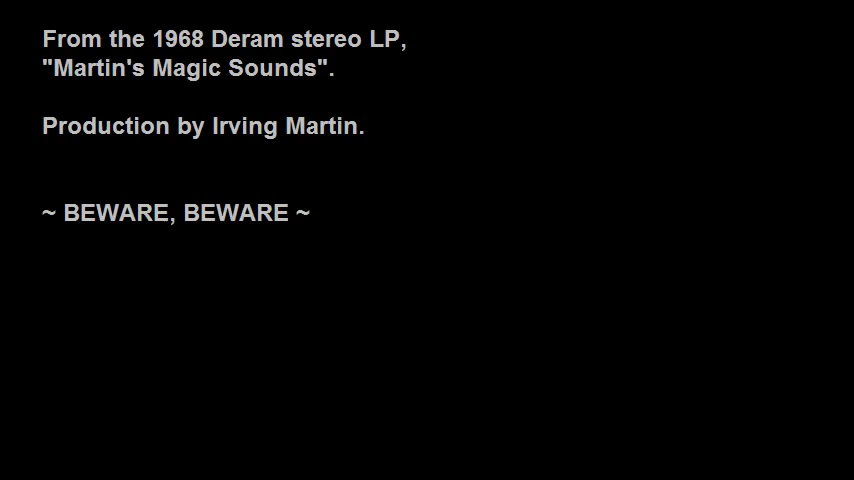 From the 1968 Deram stereo LP,
"Martin's Magic Sounds".
Production by Irving Martin.
~ BEWARE, BEWARE ~